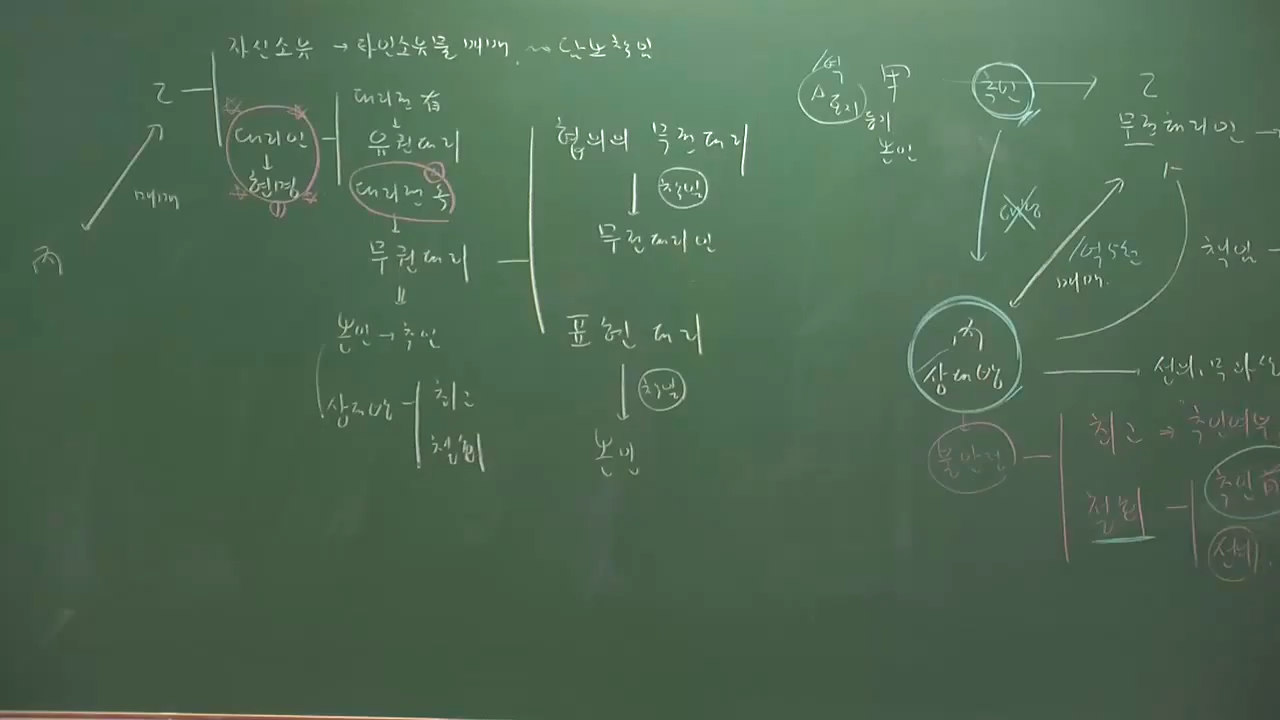 자신소유 → 타인소유물 매매 ⇝ 담보책임
乙
대리인
↓
현명
①
매매
丙
대리권 有
↓
유권대리
대리권 無
↓
무권대리
본인 → 추인
상대방
최고
철회
협의의 무권대리
책임
무권대리인
표현대리
책임
본인
1억
A토지
甲
등기
본인
추인
乙
무권대리인 →
1억5천
매매
책임
丙
상대방
선의, 무과실
불안정
최고 ⇒ 추인여부
철회
추인 前
선의